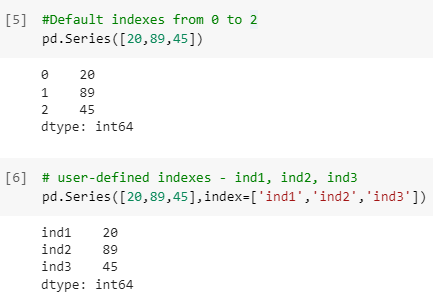 [5] #Default indexes from 0 to 2
pd.Series([20,89,45])
0 20
1 89
2 45
dtype: int64
[6] # user-defined indexes - ind1, ind2, ind3
pd.Series([20,89,45],index=['ind1','ind2','ind3'])
ind1 20
ind2 89
ind3 45
dtype: int64